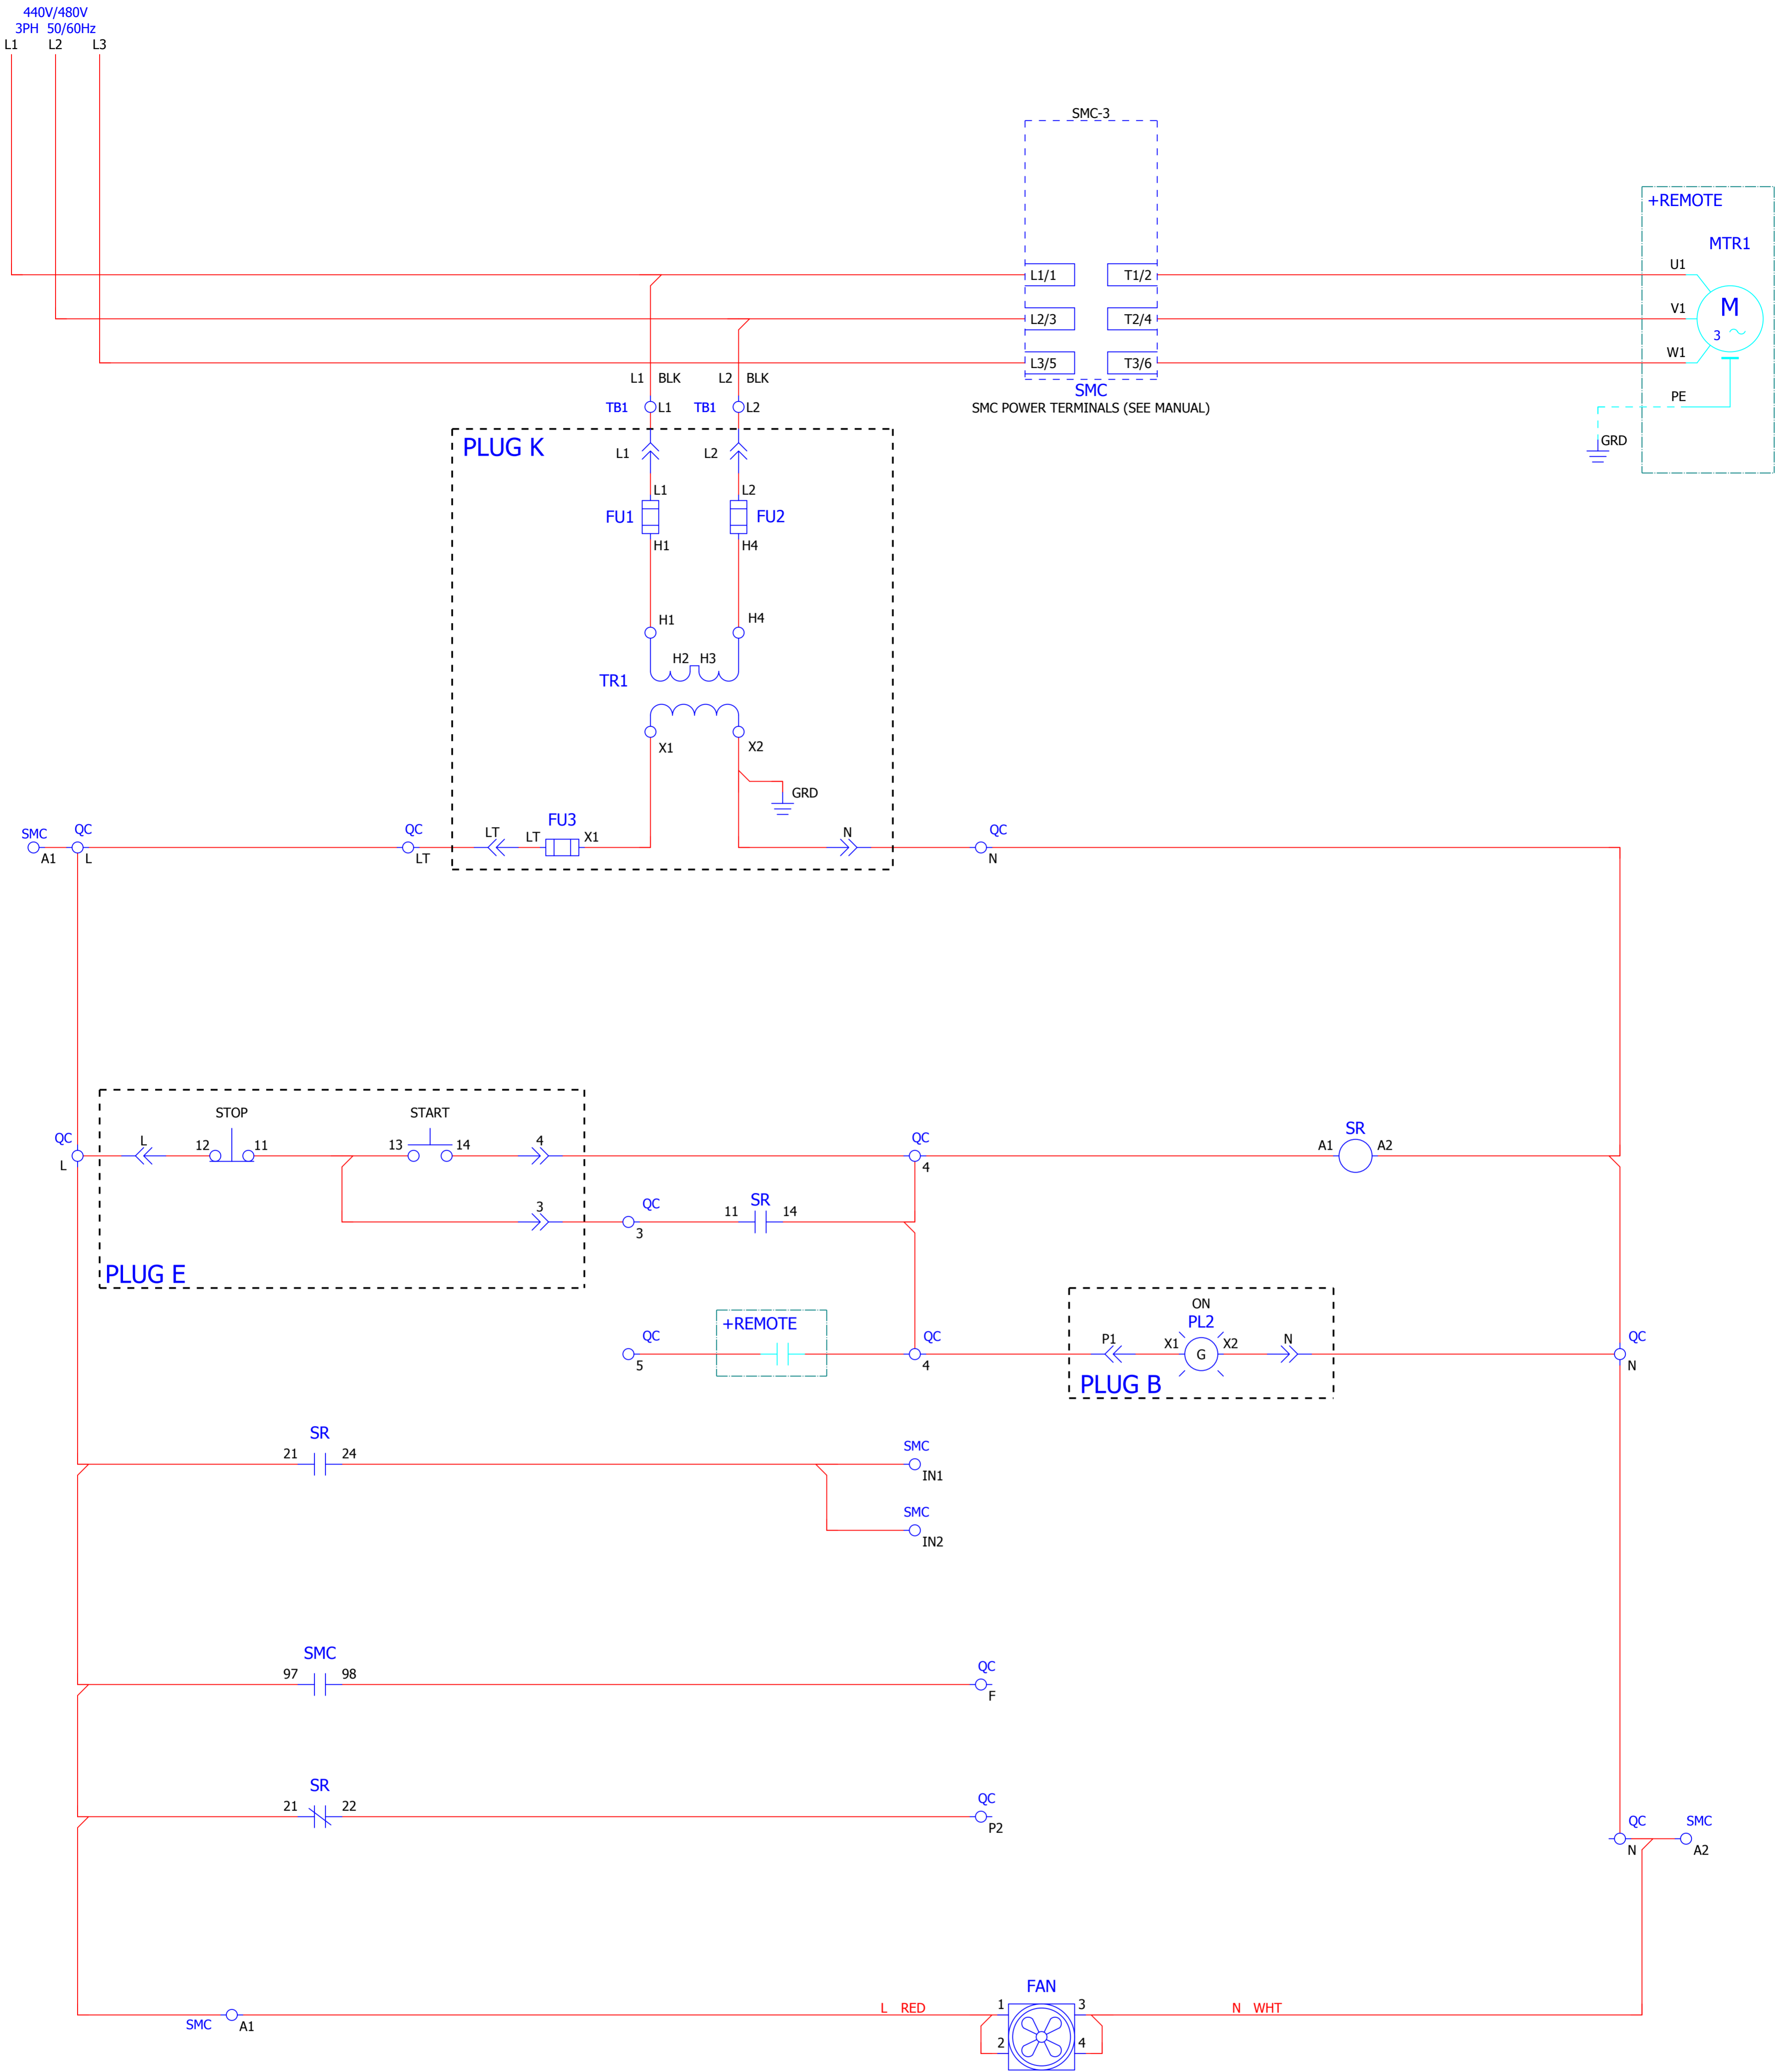 440V/480V
3PH 50/60Hz
L1 L2 L3
SMC-3
+REMOTE
MTR1
U1
L1/1 T1/2
M
3
V1
L2/3 T2/4
W1
L3/5 T3/6
L1 BLK L2 BLK
SMC
SMC POWER TERMINALS (SEE MANUAL)
PE
TB1 L1 TB1 L2
GRD
PLUG K
L1 L2
L1 L2
FU1 FU2
H1 H4
H1 H4
H2 H3
TR1
X1 X2
GRD
FU3
SMC QC QC LT LT X1 N QC
A1 L LT N
STOP START
QC L 12 11 13 14 4 QC SR
L 4 A1 A2
3 QC 11 SR 14
3
PLUG E
ON
+REMOTE PL2
QC QC P1 X1 G X2 N QC
5 4 N
PLUG B
SR SMC
21 24
IN1
SMC
IN2
SMC
97 98 QC
F
SR
21 22 QC
P2
QC SMC
N A2
FAN
L RED 1 3 N WHT
SMC A1
2 4